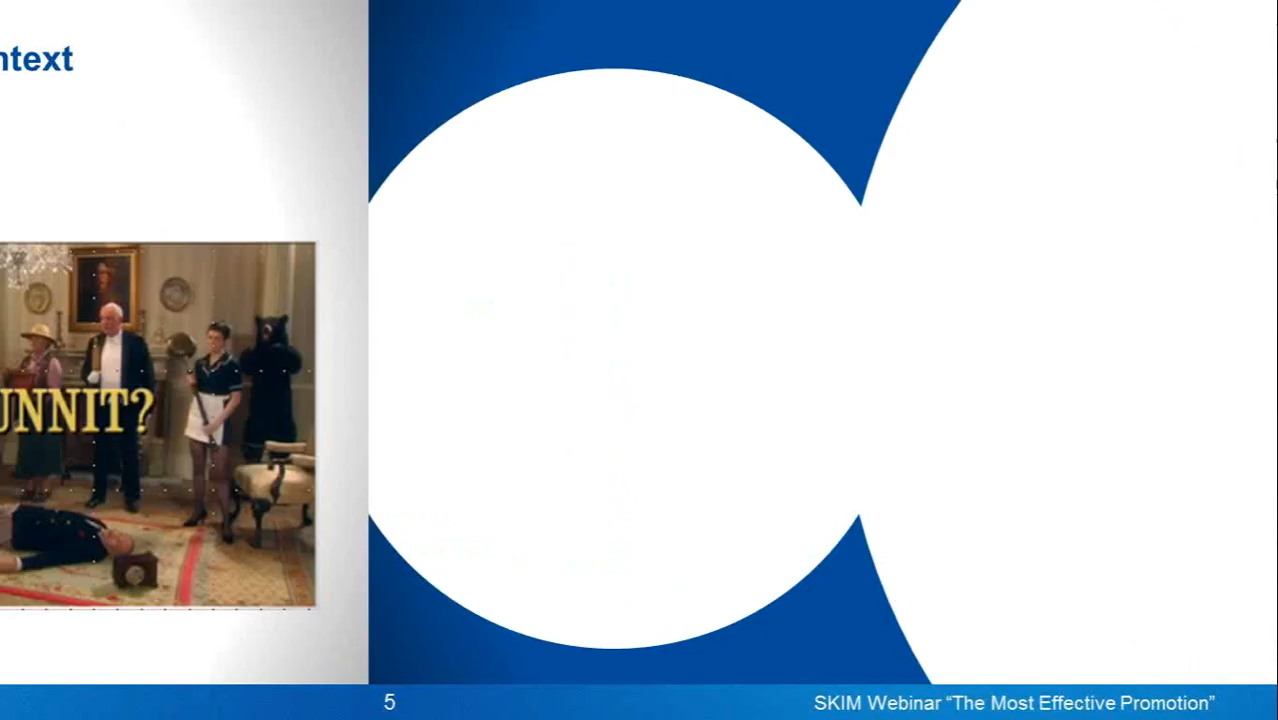 ntext
UNNIT?
5
SKIM Webinar “The Most Effective Promotion”